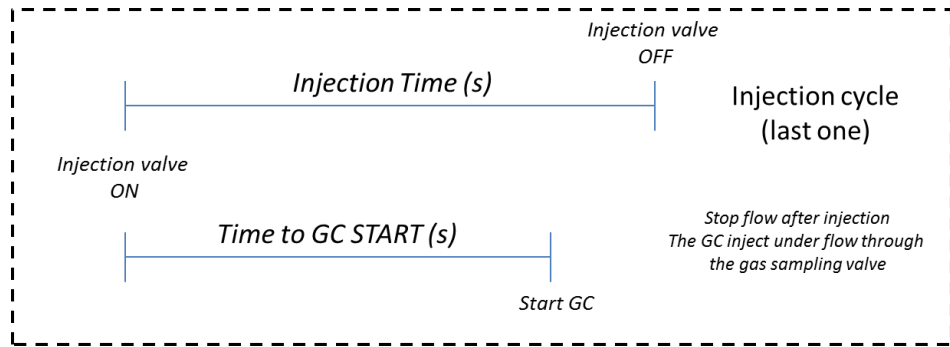 Injection valve
OFF
Injection Time (s)
Injection cycle
(last one)
Injection valve
ON
Time to GC START (s)
Stop flow after injection
The GC inject under flow through
the gas sampling valve
Start GC